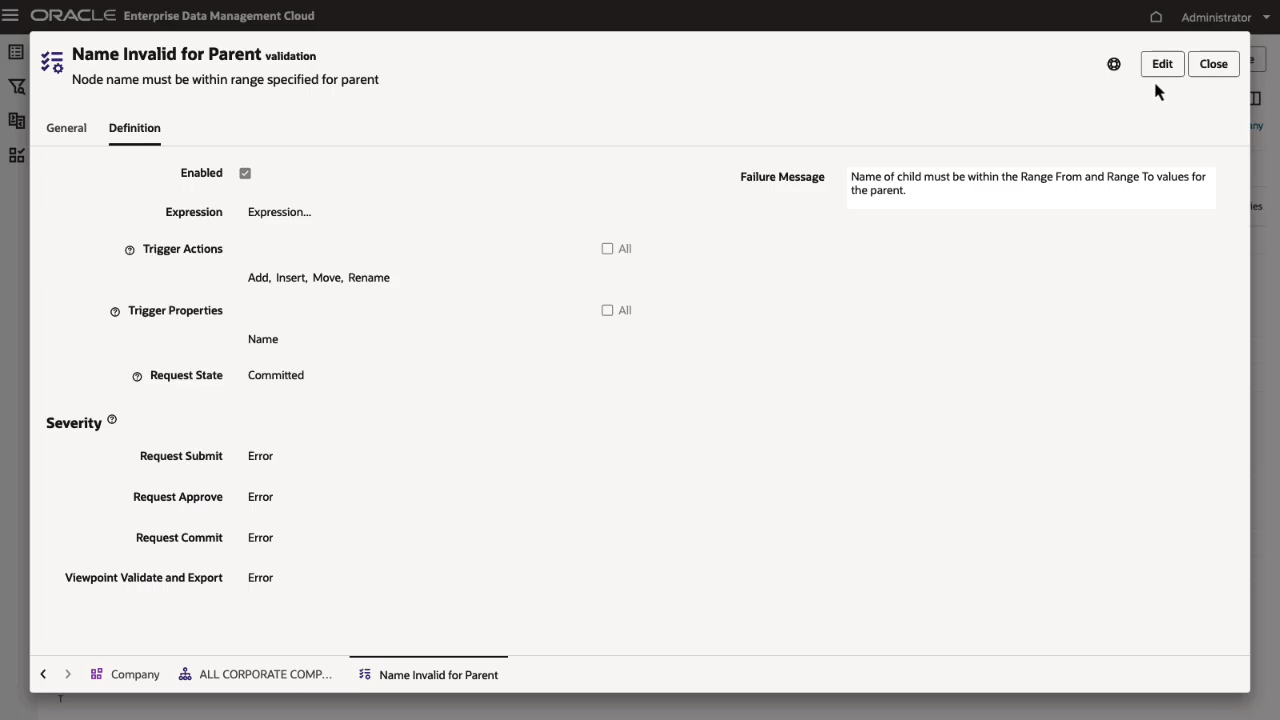 ORACLE Enterprise Data Management Cloud
Administrator
Name Invalid for Parent validation
Node name must be within range specified for parent
Edit
Close
General
Definition
Enabled
Failure Message
Name of child must be within the Range From and Range To values for
the parent.
Expression
Expression...
Trigger Actions
All
Add, Insert, Move, Rename
Trigger Properties
All
Name
Request State
Committed
Severity
Request Submit
Error
Request Approve
Error
Request Commit
Error
Viewpoint Validate and Export
Error
Company
ALL CORPORATE COMP...
Name Invalid for Parent